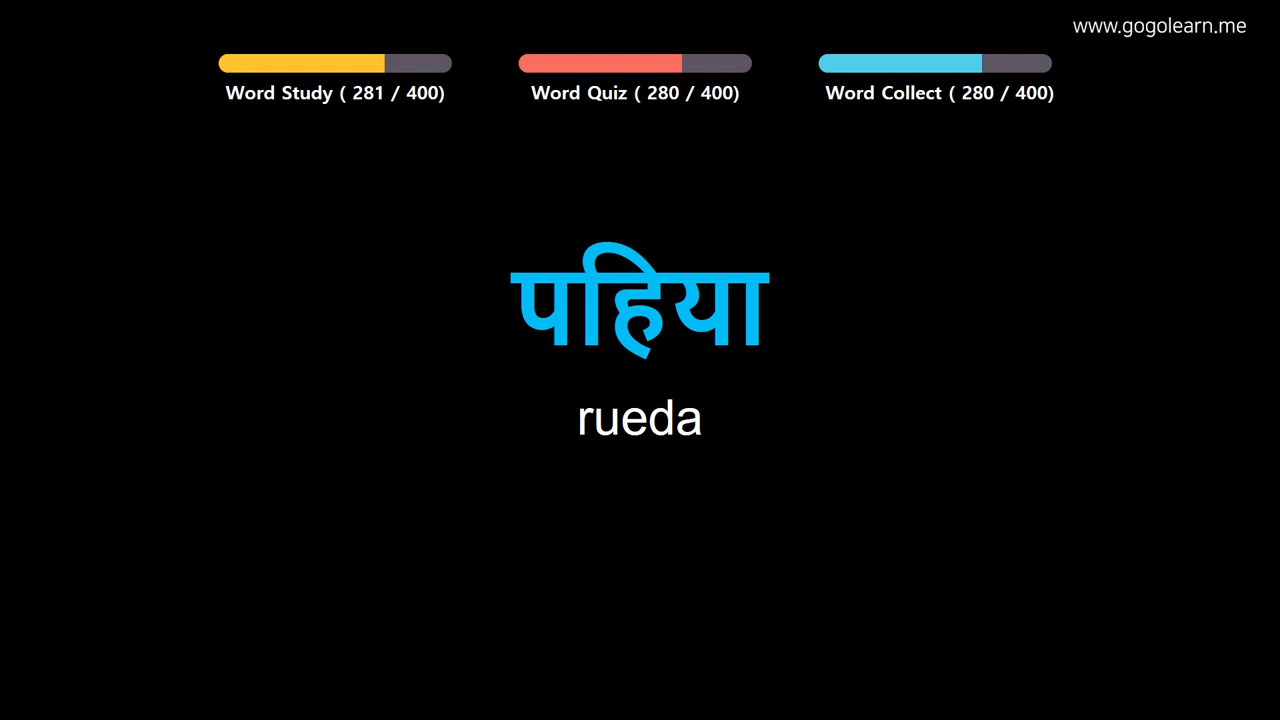 www.gogolearn.me
Word Study ( 281 / 400)
Word Quiz ( 280 / 400)
Word Collect ( 280 / 400)
पहिया
rueda